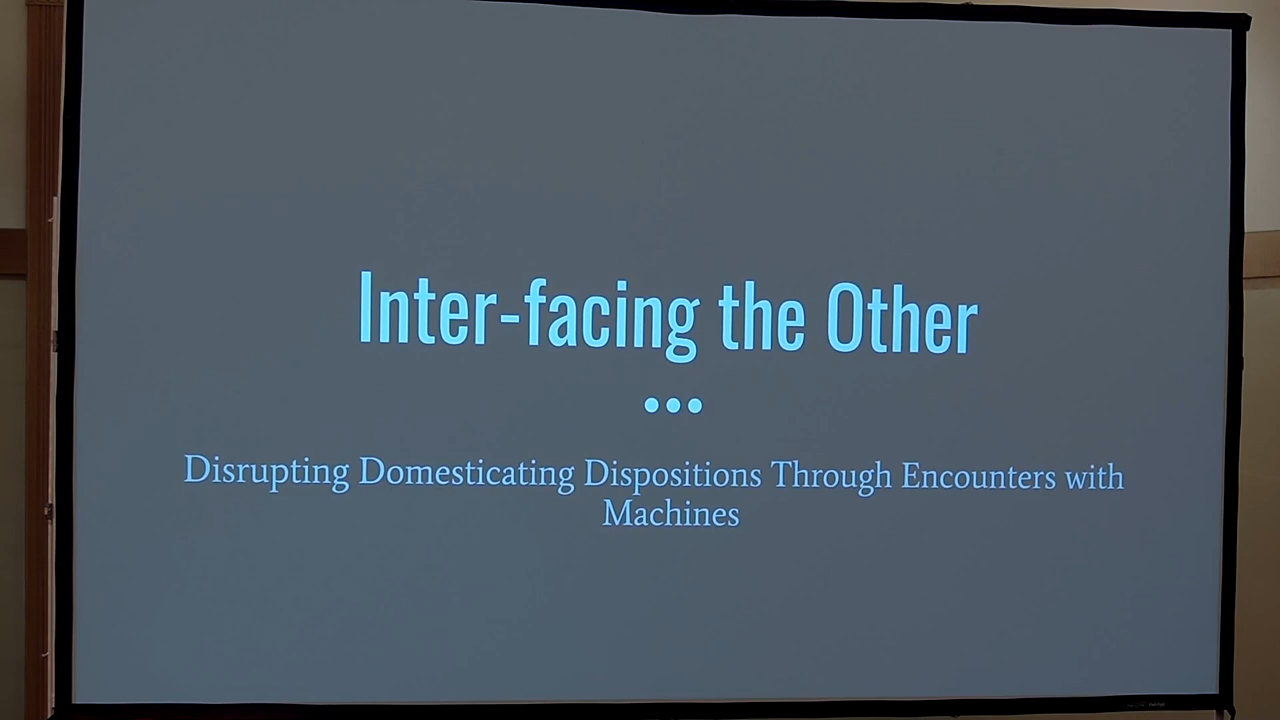 Inter-facing the Other
Disrupting Domesticating Dispositions Through Encounters with
Machines